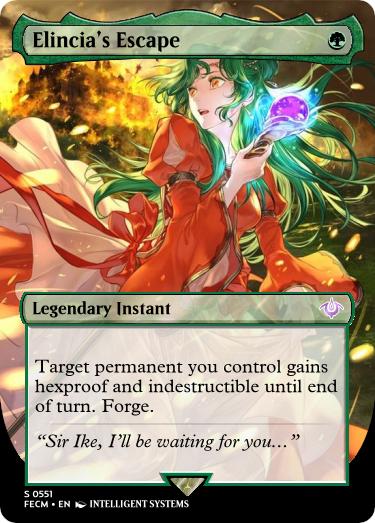 Elincia's Escape
Legendary Instant
Target permanent you control gains
hexproof and indestructible until end
of turn. Forge.
“Sir Ike, I'll be waiting for you…”
S 0551
FECM • EN INTELLIGENT SYSTEMS